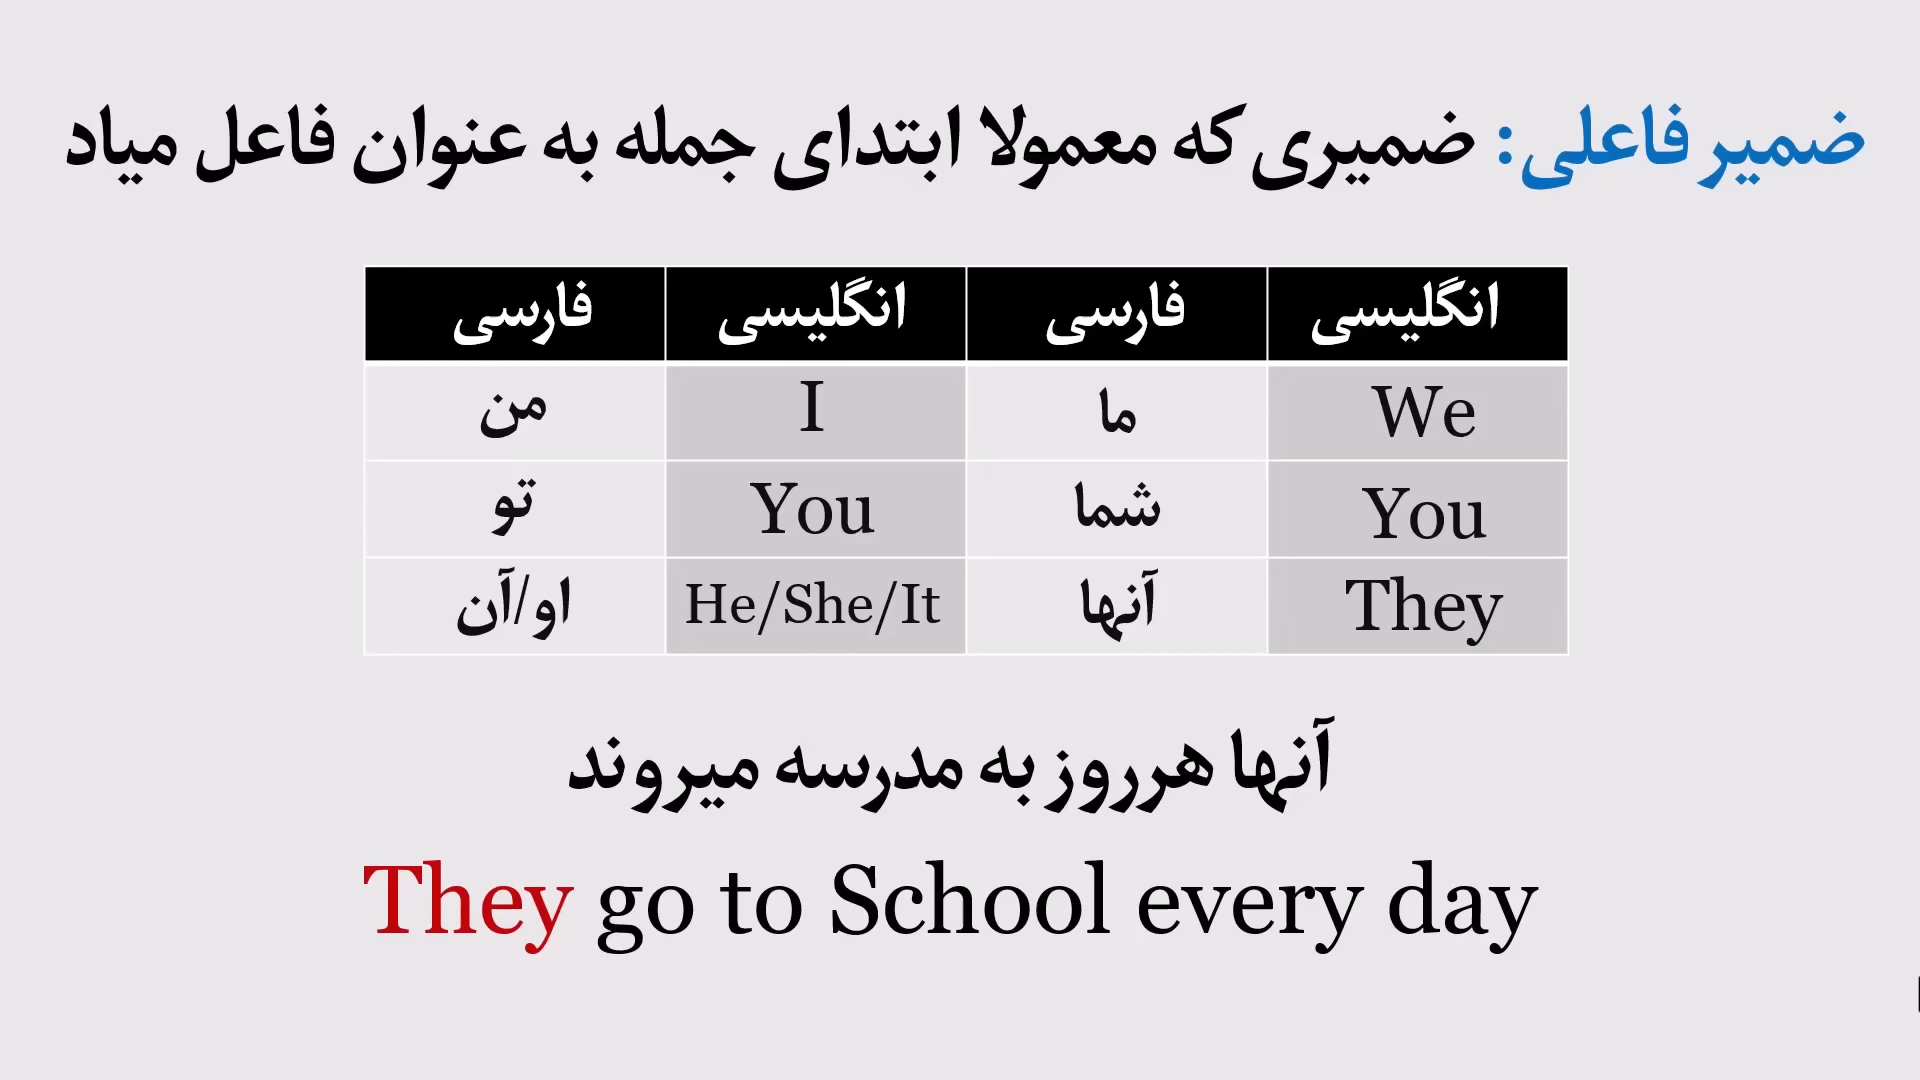 ضمیر فاعلی: ضمیری که معمولا ابتدای جمله به عنوان فاعل میاد
فارسی انگلیسی فارسی انگلیسی
من I ما We
تو You شما You
او/آن He/She/It آنها They
آنها هرروز به مدرسه میروند
They go to School every day